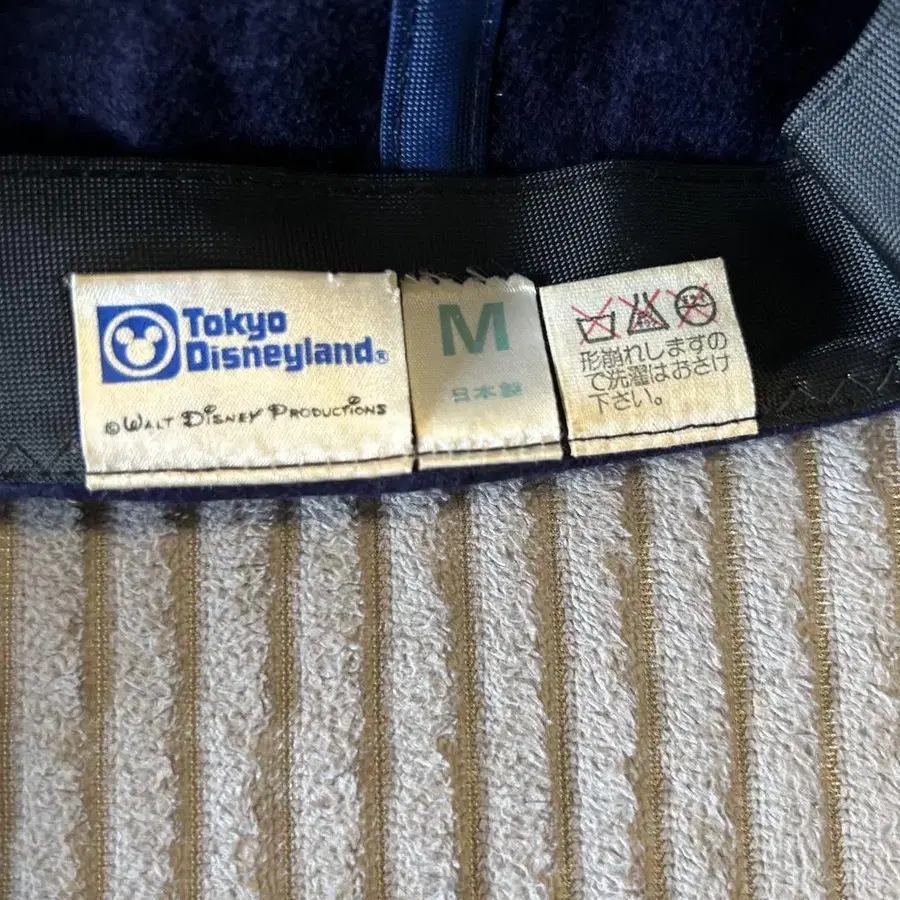 Tokyo
Disneyland®
©WALT DISNEY PRODUCTIONS
M
日本製
形崩れしますの
で洗濯はおさけ
下さい。